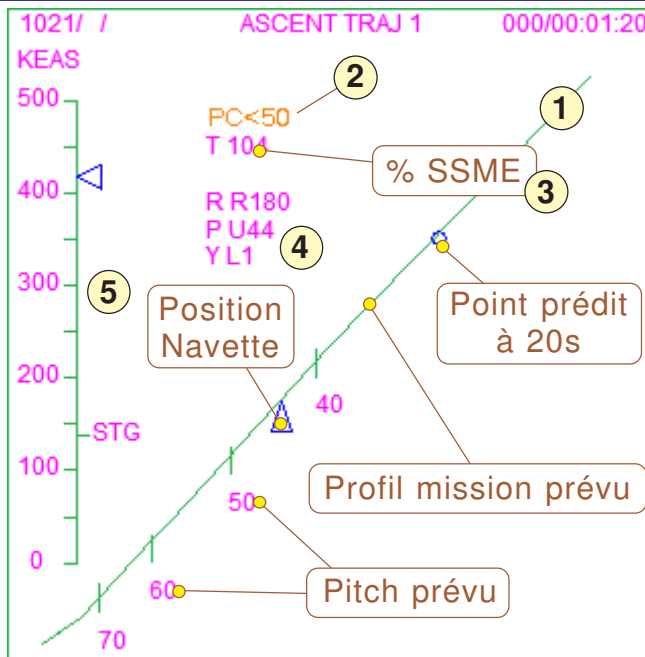 1021/ /
ASCENT TRAJ 1
000/00:01:20
KEAS
500
2
1
PC<50
T 104
% SSME
3
400
R R180
P U44
Y L1
4
300
5
Position
Navette
Point prédit
à 20s
200
40
STG
100
50
Profil mission prévu
0
60
Pitch prévu
70